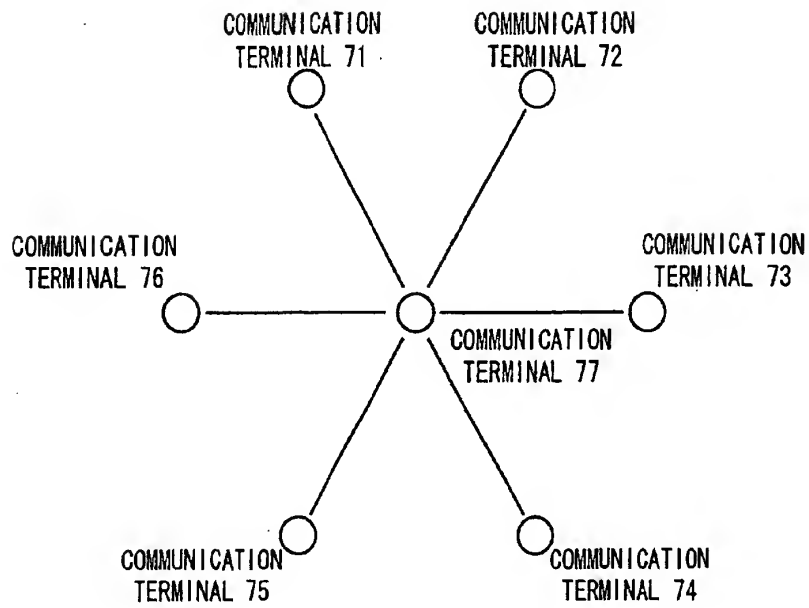 COMMUNICATION
TERMINAL 71
COMMUNICATION
TERMINAL 72
COMMUNICATION
TERMINAL 76
COMMUNICATION
TERMINAL 73
COMMUNICATION
TERMINAL 77
COMMUNICATION
TERMINAL 75
COMMUNICATION
TERMINAL 74